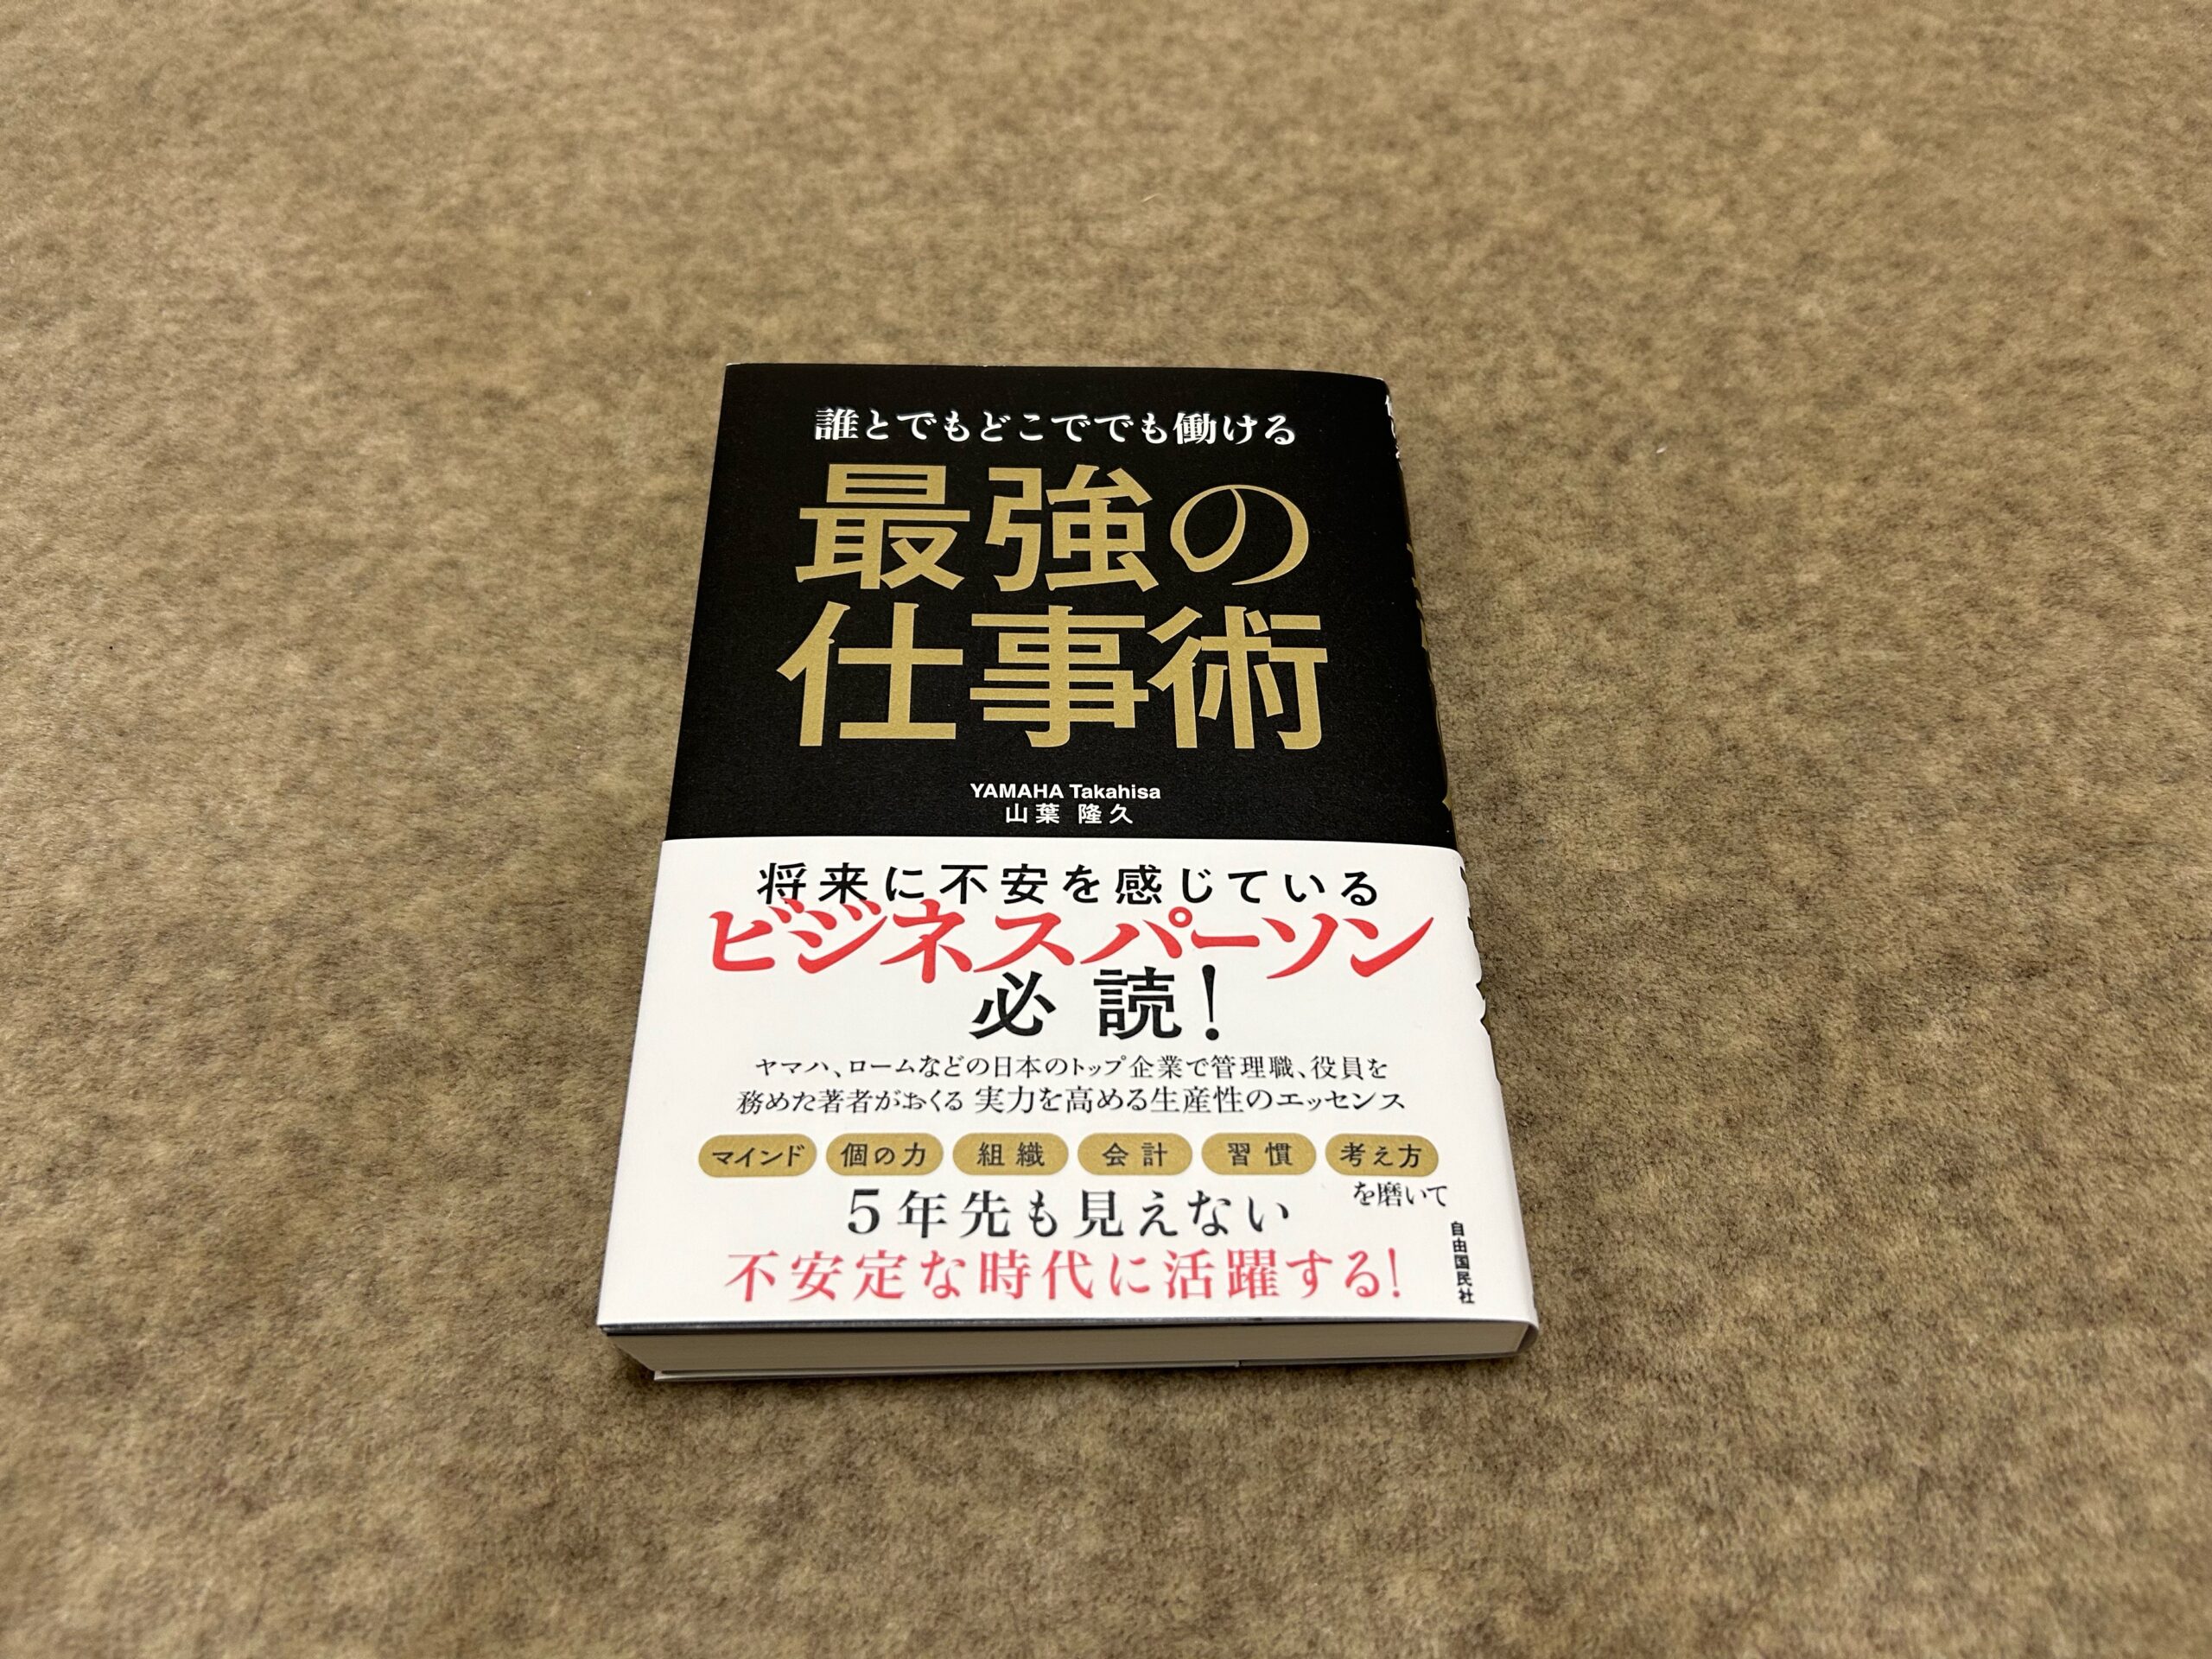 誰とでもどこででも働ける
最強の
仕事術
YAMAHA Takahisa
山葉 隆久
将来に不安を感じている
ビジネスパーソン
必読！
ヤマハ、ロームなどの日本のトップ企業で管理職、役員を
務めた著者がおくる 実力を高める生産性のエッセンス
マインド 個の力 組織 会計 習慣 考え方
を磨いて
5年先も見えない
不安定な時代に活躍する！
自由国民社